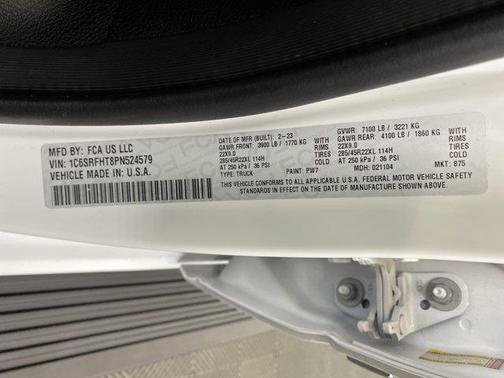 MFD BY: FCA US LLC
VIN: 1C6SRFHT8PN524579
VEHICLE MADE IN: U.S.A.
DATE OF MFR (BUILT): 2-23
GAWR FRONT: 3900 LB / 1770 KG WITH
22X9.0 RIMS
285/45R22XL 114H TIRES
AT 250 kPa / 36 PSI COLD
TYPE: TRUCK PAINT: PW7
GVWR: 7100 LB / 3221 KG
GAWR REAR: 4100 LB / 1860 KG WITH
22X9.0 RIMS
285/45R22XL 114H TIRES
AT 250 kPa / 36 PSI COLD
MDH: 021104 MKT: 875
THIS VEHICLE CONFORMS TO ALL APPLICABLE U.S.A. FEDERAL MOTOR VEHICLE SAFETY
STANDARDS IN EFFECT ON THE DATE OF MANUFACTURE SHOWN ABOVE.